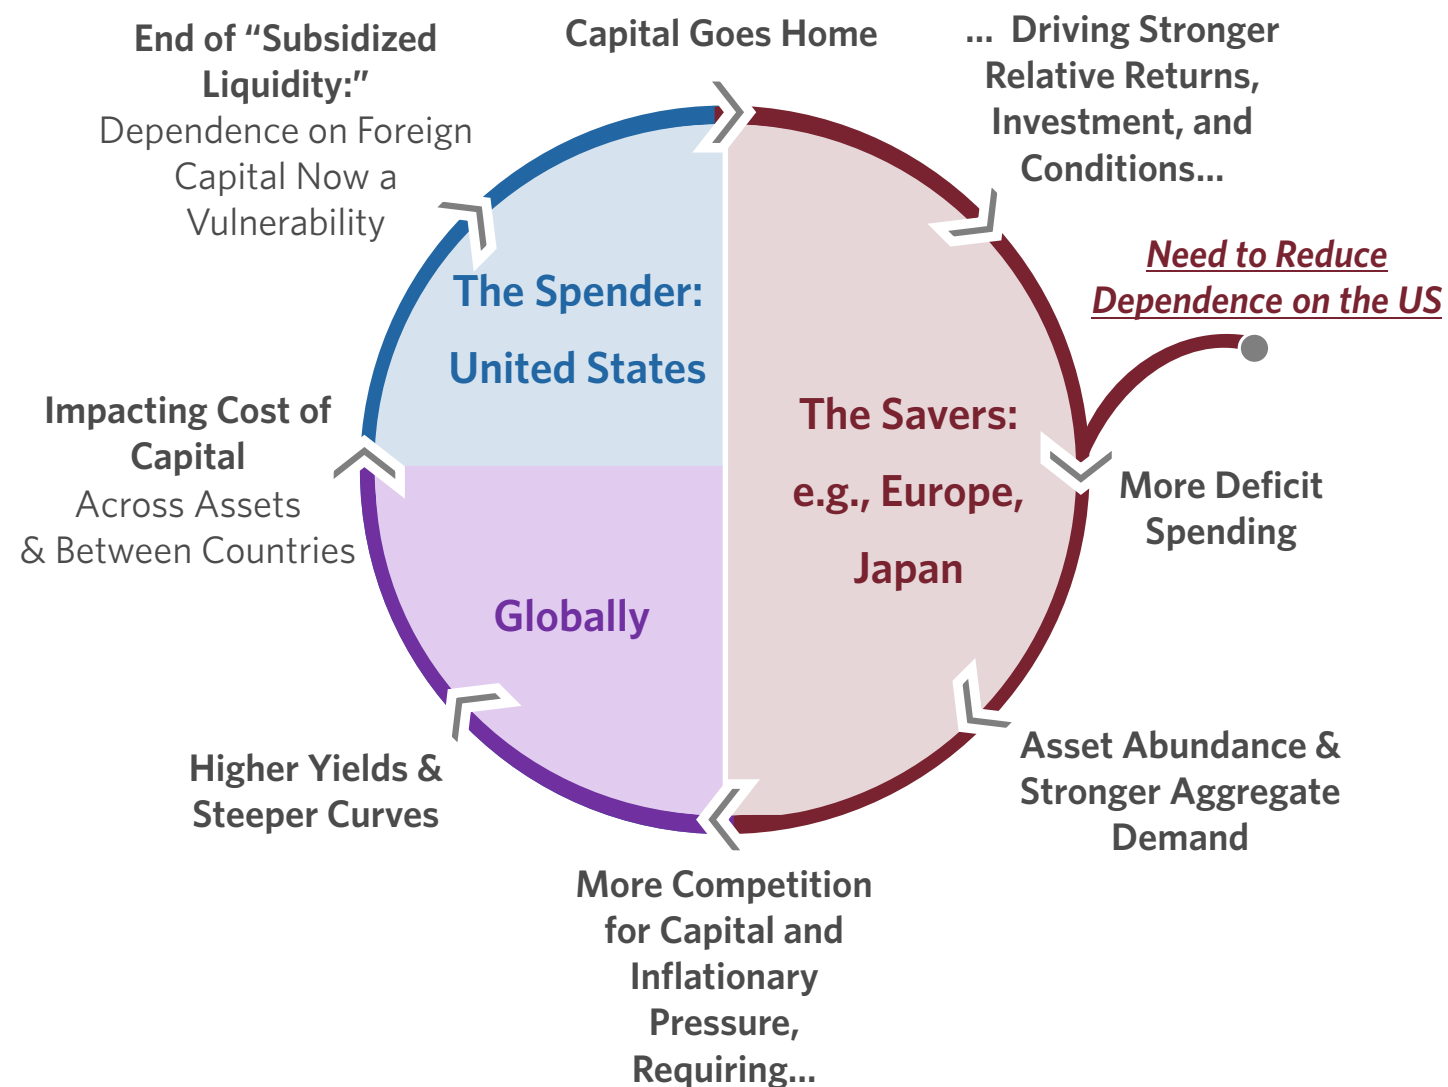 Capital Goes Home
... Driving Stronger
Relative Returns,
Investment, and
Conditions...
Need to Reduce
Dependence on the US
More Deficit
Spending
Asset Abundance &
Stronger Aggregate
Demand
More Competition
for Capital and
Inflationary
Pressure,
Requiring...
Higher Yields &
Steeper Curves
Impacting Cost of
Capital
Across Assets
& Between Countries
End of “Subsidized
Liquidity:”
Dependence on Foreign
Capital Now a
Vulnerability
The Spender:
United States
The Savers:
e.g., Europe,
Japan
Globally